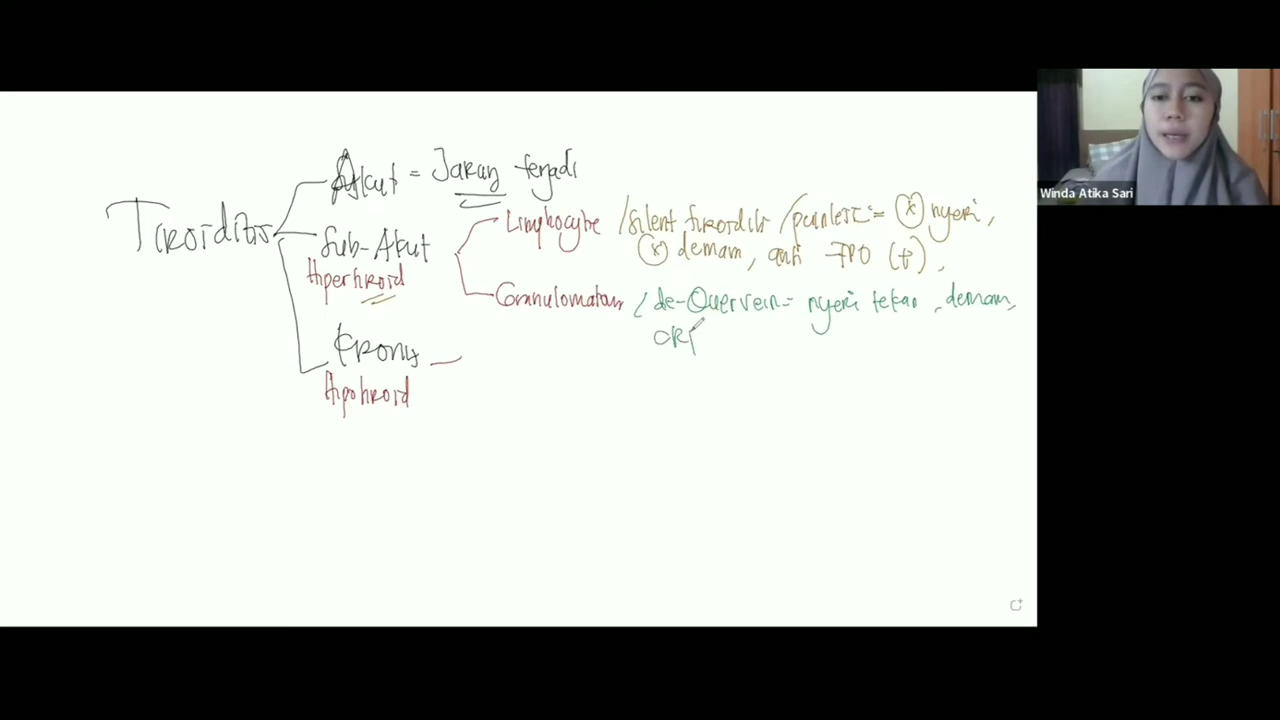 Tiroiditis
Akut = Jarang terjadi
Sub-Akut
Hipertiroid
Limphocyte / silent tiroiditis / painless = (x) nyeri,
(x) demam, anti TPO (+),
Granulomatous / de-Quervein = nyeri tekan, demam,
CRP
Kronis
Hipotiroid
Winda Atika Sari